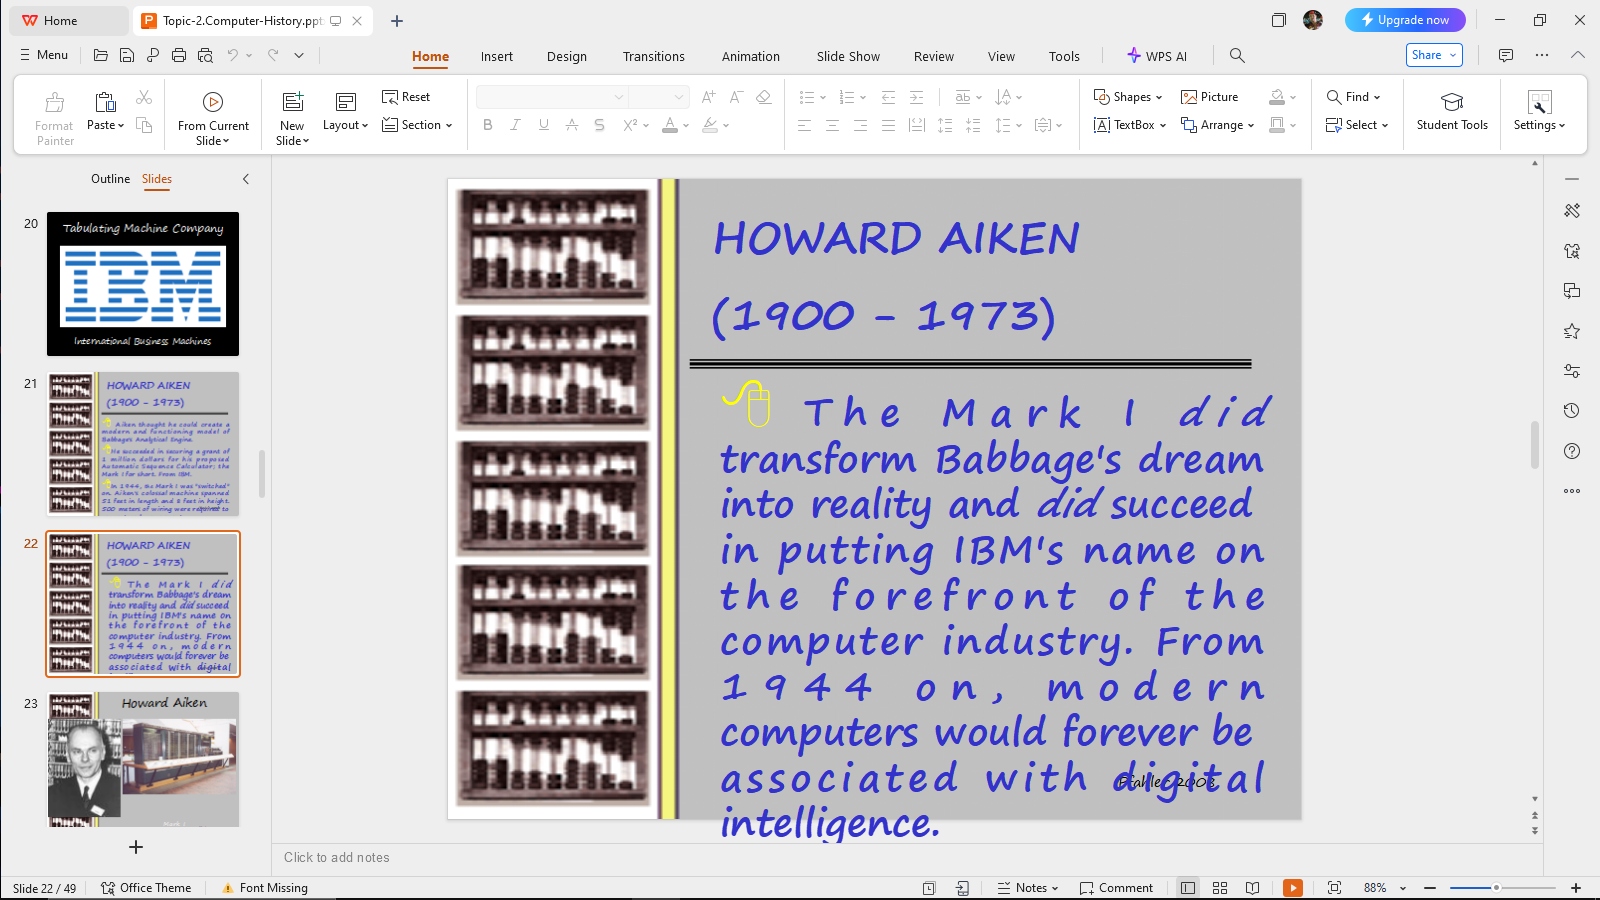 Home
Topic-2.Computer-History.ppt
Upgrade now
Menu
Home
Insert
Design
Transitions
Animation
Slide Show
Review
View
Tools
WPS AI
Share
Format
Painter
Paste
From Current
Slide
New
Slide
Layout
Reset
Section
Shapes
Picture
TextBox
Arrange
Find
Select
Student Tools
Settings
Outline
Slides
20
Tabulating Machine Company
IBM
International Business Machines
21
HOWARD AIKEN
(1900 - 1973)
Aiken thought he could create a
modern and functioning model of
Babbage's Analytical Engine.
He succeeded in securing a grant of
1 million dollars for his proposed
Automatic Sequence Calculator; the
Mark I for short. From IBM.
In 1944, the Mark I was "switched"
on. Aiken's colossal machine spanned
51 feet in length and 8 feet in height.
500 meters of wiring were required to
22
HOWARD AIKEN
(1900 - 1973)
The Mark I did
transform Babbage's dream
into reality and did succeed
in putting IBM's name on
the forefront of the
computer industry. From
1944 on, modern
computers would forever be
associated with digital
23
Howard Aiken
Mark I
HOWARD AIKEN
(1900 - 1973)
The Mark I did
transform Babbage's dream
into reality and did succeed
in putting IBM's name on
the forefront of the
computer industry. From
1944 on, modern
computers would forever be
associated with digital
intelligence.
Pfahler 2003
Click to add notes
Slide 22 / 49
Office Theme
Font Missing
Notes
Comment
88%